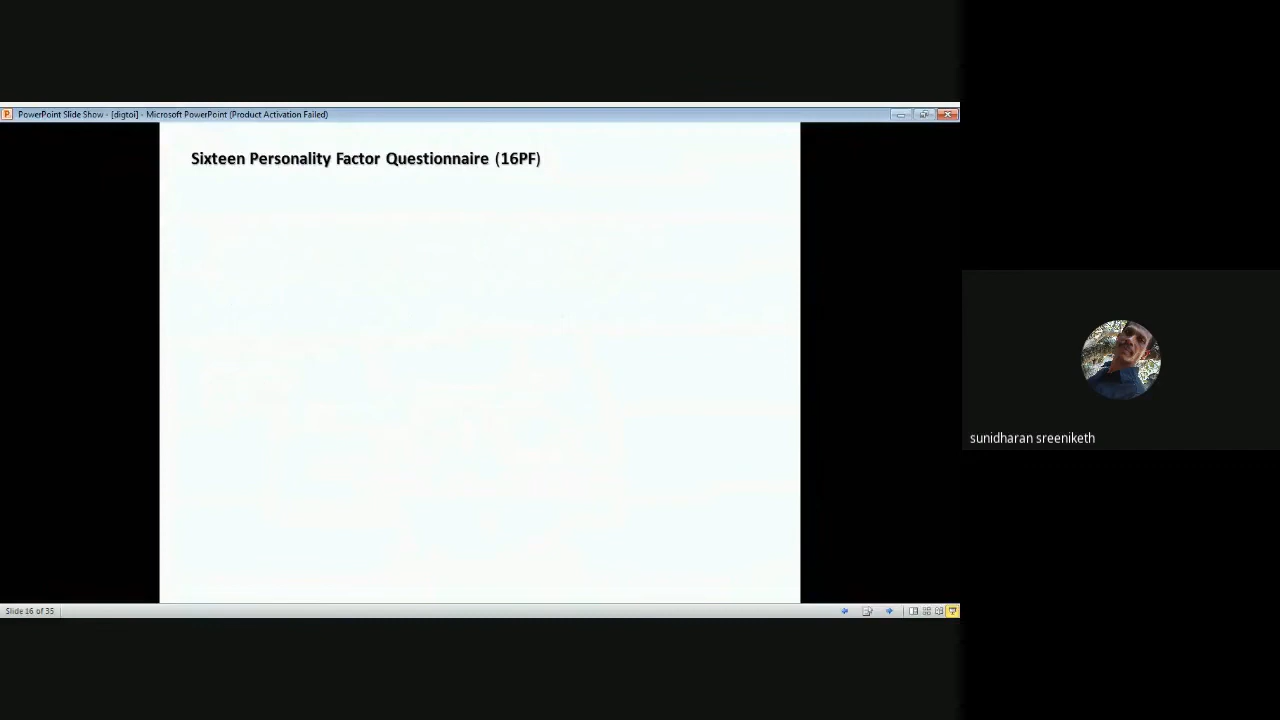 PowerPoint Slide Show - [digtoi] - Microsoft PowerPoint (Product Activation Failed)
Sixteen Personality Factor Questionnaire (16PF)
sunidharan sreeniketh
Slide 16 of 35